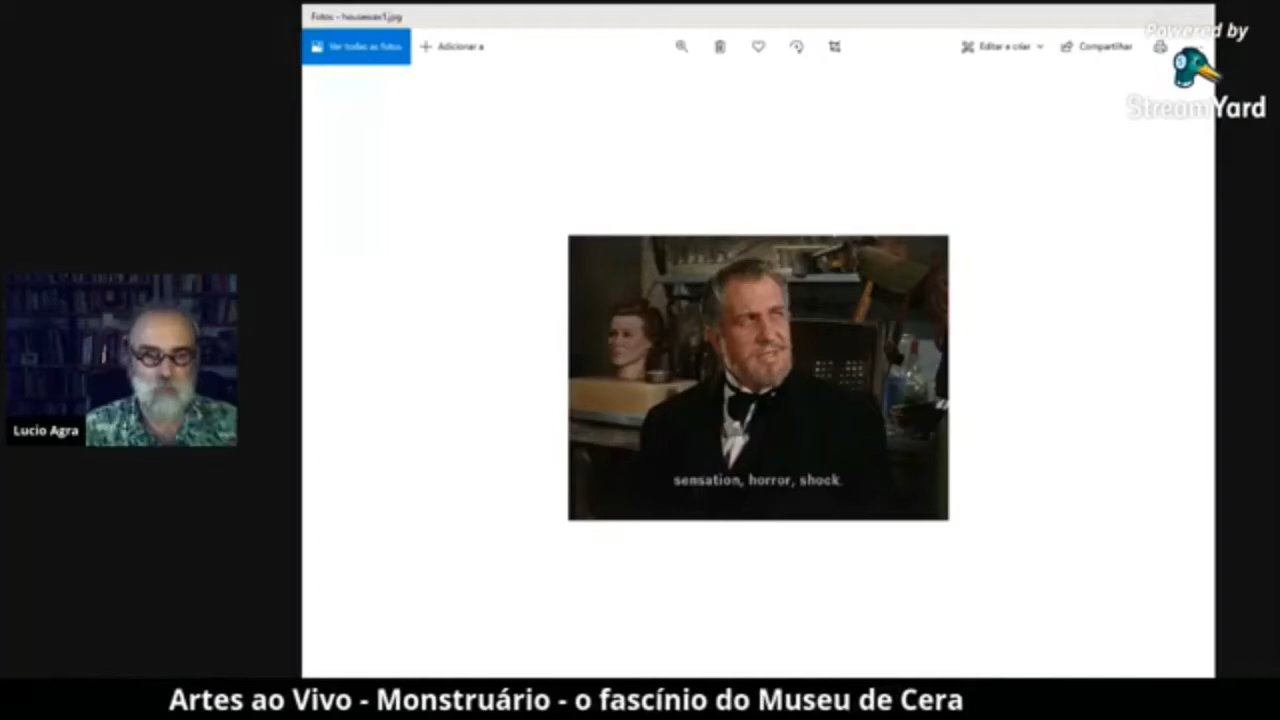 Fotos - housewax1.jpg
Ver todas as fotos
Adicionar a
Editar e criar
Compartilhar
Powered by
StreamYard
Lucio Agra
sensation, horror, shock.
Artes ao Vivo - Monstruário - o fascínio do Museu de Cera